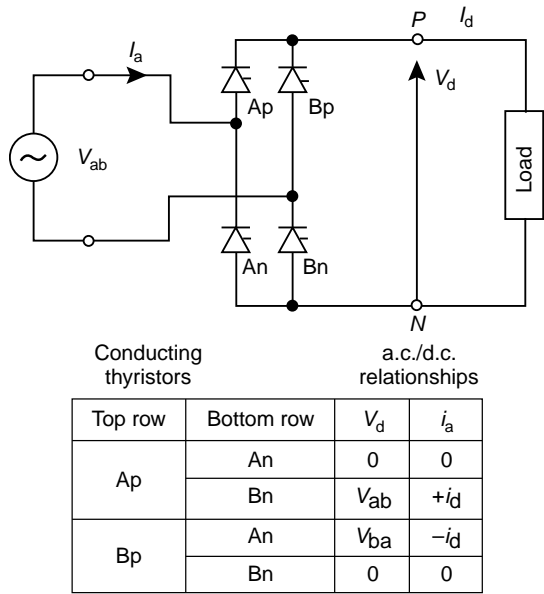 P
I_d
I_a
Ap
Bp
V_d
V_ab
Load
An
Bn
N
Conducting
thyristors
a.c./d.c.
relationships
Top row Bottom row V_d i_a
Ap An 0 0
Bn V_ab +i_d
Bp An V_ba −i_d
Bn 0 0